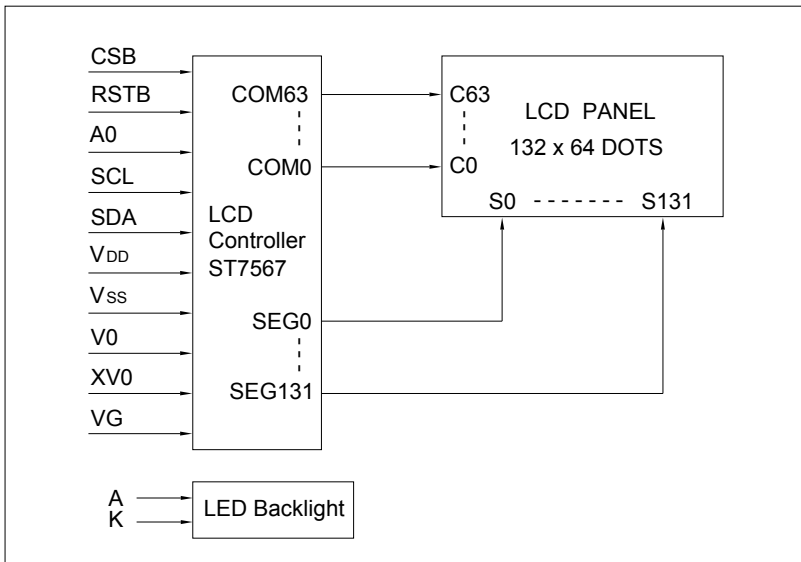 CSB
RSTB
A0
SCL
SDA
VDD
VSS
V0
XV0
VG
COM63
COM0
LCD
Controller
ST7567
SEG0
SEG131
C63
C0
LCD PANEL
132 x 64 DOTS
S0 ------- S131
A
K
LED Backlight